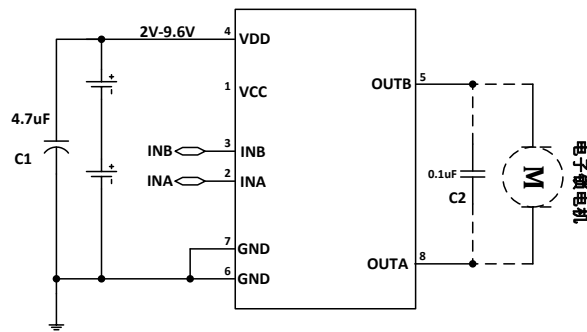 2V-9.6V
4
VDD
1
VCC
4.7uF
C1
INB
3
INB
INA
2
INA
7
GND
6
GND
OUTB
5
0.1uF
C2
M
电子锁电机
OUTA
8